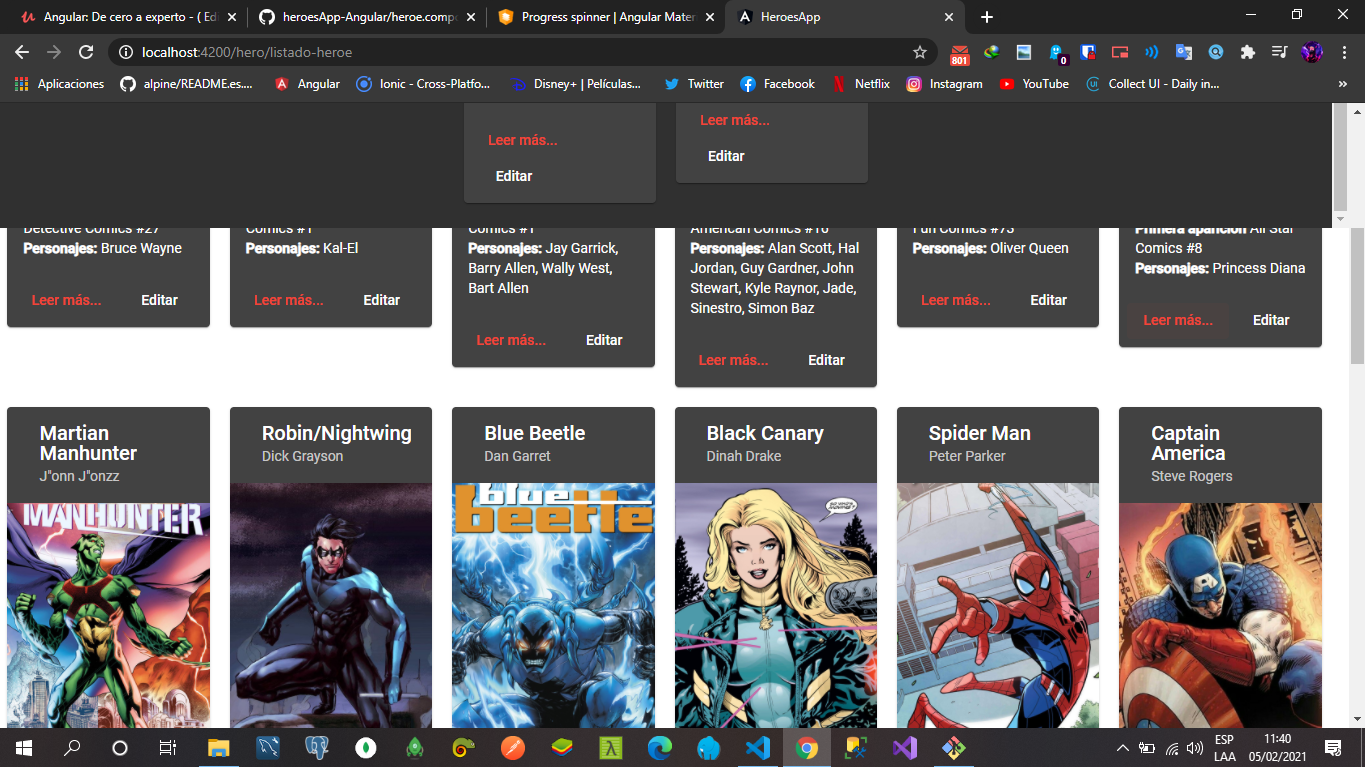 Angular: De cero a experto - ( Edi
heroesApp-Angular/heroe.compo
Progress spinner | Angular Mater
HeroesApp
localhost:4200/hero/listado-heroe
801
0
Aplicaciones
alpine/README.es....
Angular
Ionic - Cross-Platfo...
Disney+ | Películas...
Twitter
Facebook
Netflix
Instagram
YouTube
Collect UI - Daily in...
»
Leer más...
Editar
Leer más...
Editar
Detective Comics #27
Personajes: Bruce Wayne
Leer más... Editar
Comics #1
Personajes: Kal-El
Leer más... Editar
Comics #1
Personajes: Jay Garrick,
Barry Allen, Wally West,
Bart Allen
Leer más... Editar
American Comics #16
Personajes: Alan Scott, Hal
Jordan, Guy Gardner, John
Stewart, Kyle Raynor, Jade,
Sinestro, Simon Baz
Leer más... Editar
Fun Comics #73
Personajes: Oliver Queen
Leer más... Editar
Primera aparición All Star
Comics #8
Personajes: Princess Diana
Leer más... Editar
Martian
Manhunter
J"onn J"onzz
MANHUNTER
Robin/Nightwing
Dick Grayson
Blue Beetle
Dan Garret
blue
beetle
Black Canary
Dinah Drake
Spider Man
Peter Parker
Captain
America
Steve Rogers
ESP
LAA
11:40
05/02/2021